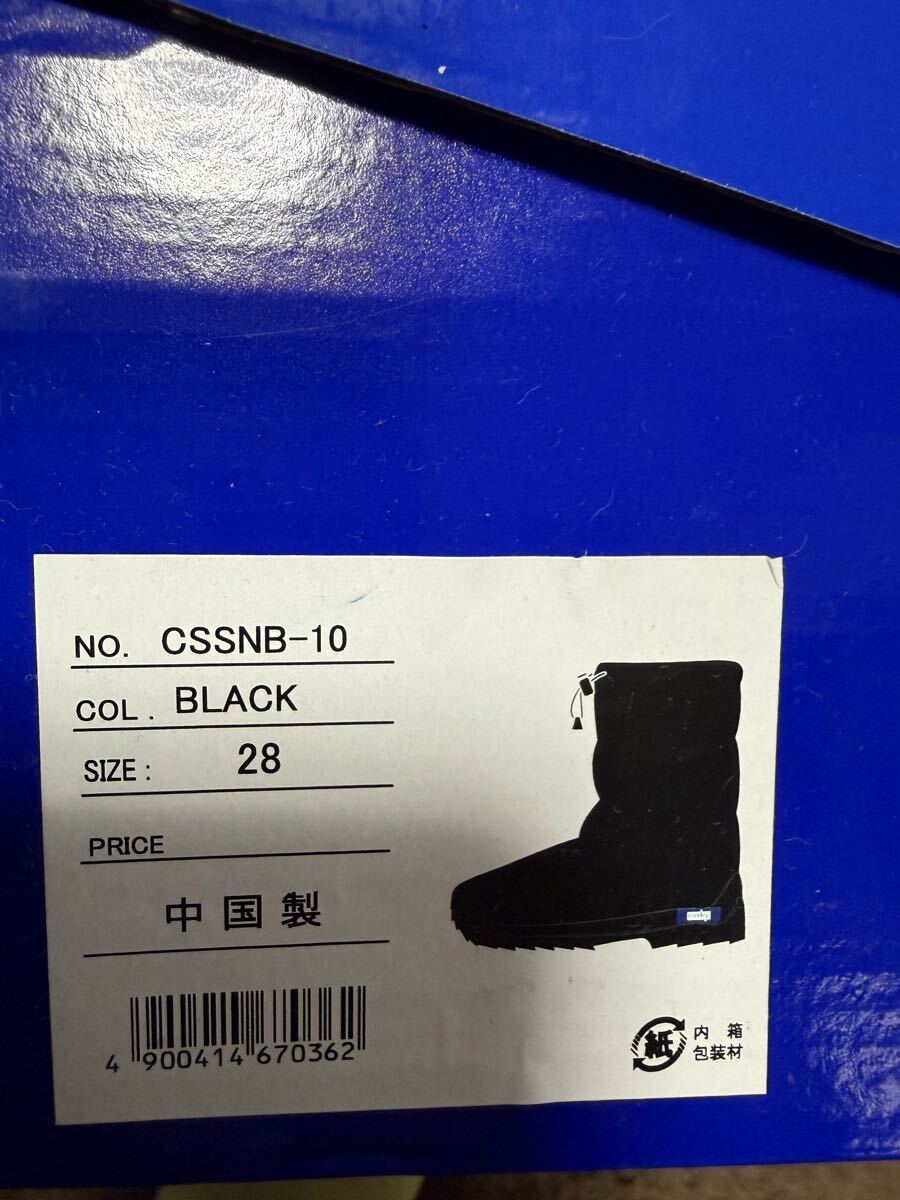 NO. CSSNB-10
COL. BLACK
SIZE: 28
PRICE
中国製
4 900414 670362
cosby
紙
内箱
包装材